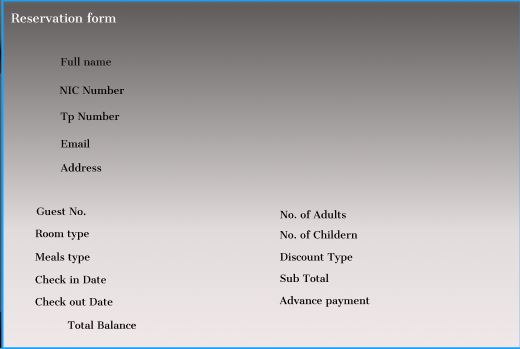 Reservation form
Full name
NIC Number
Tp Number
Email
Address
Guest No.
No. of Adults
Room type
No. of Childern
Meals type
Discount Type
Check in Date
Sub Total
Check out Date
Advance payment
Total Balance